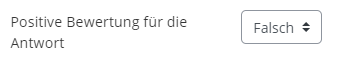 Positive Bewertung für die
Antwort
Falsch